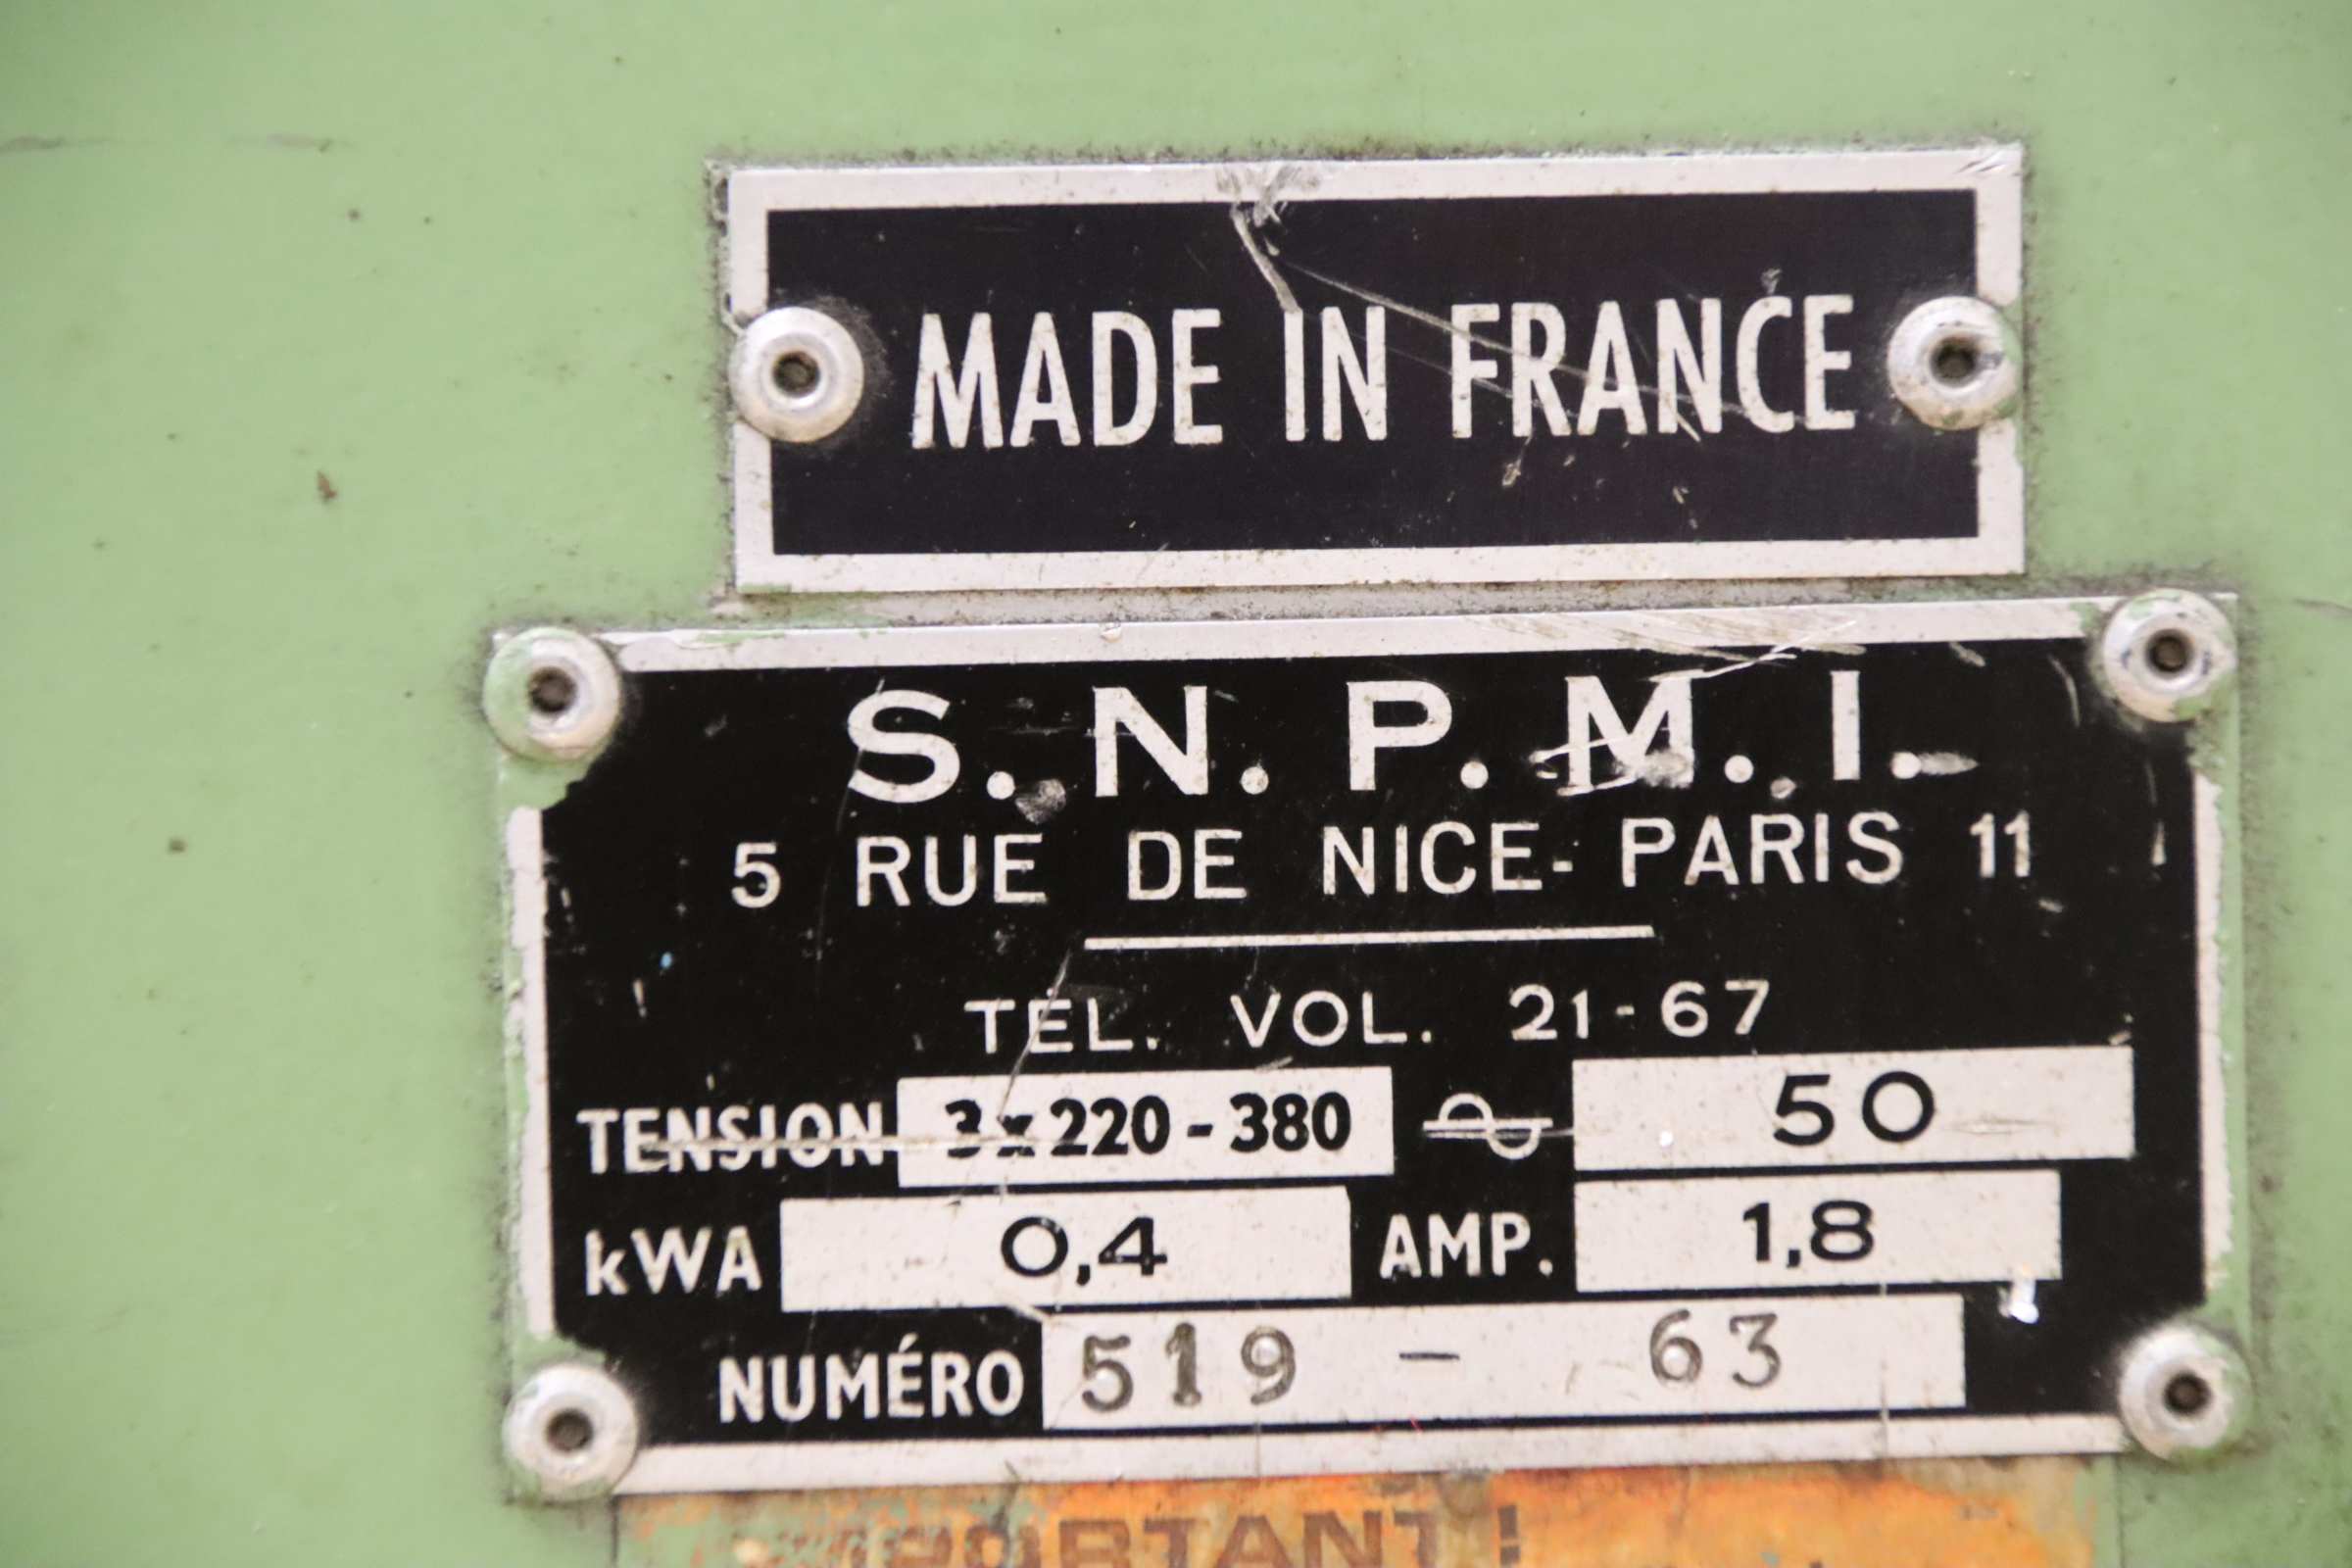 MADE IN FRANCE
S. N. P. M. I.
5 RUE DE NICE - PARIS 11
TEL. VOL. 21-67
TENSION 3x220-380 50
kWA 0,4 AMP. 1,8
NUMÉRO 519 - 63